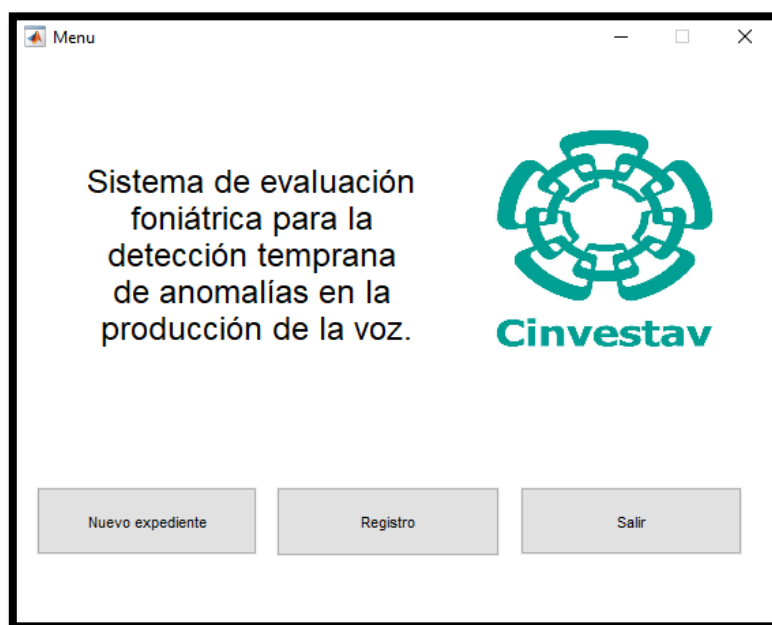 Menu
Sistema de evaluación
foniátrica para la
detección temprana
de anomalías en la
producción de la voz.
Cinvestav
Nuevo expediente
Registro
Salir